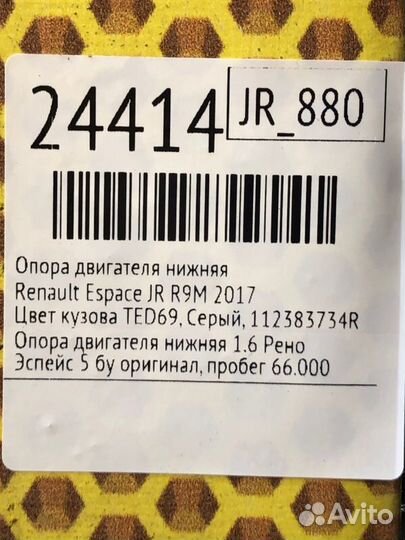 24414
JR_880
Опора двигателя нижняя
Renault Espace JR R9M 2017
Цвет кузова TED69, Серый, 112383734R
Опора двигателя нижняя 1.6 Рено
Эспейс 5 бу оригинал, пробег 66.000
Avito